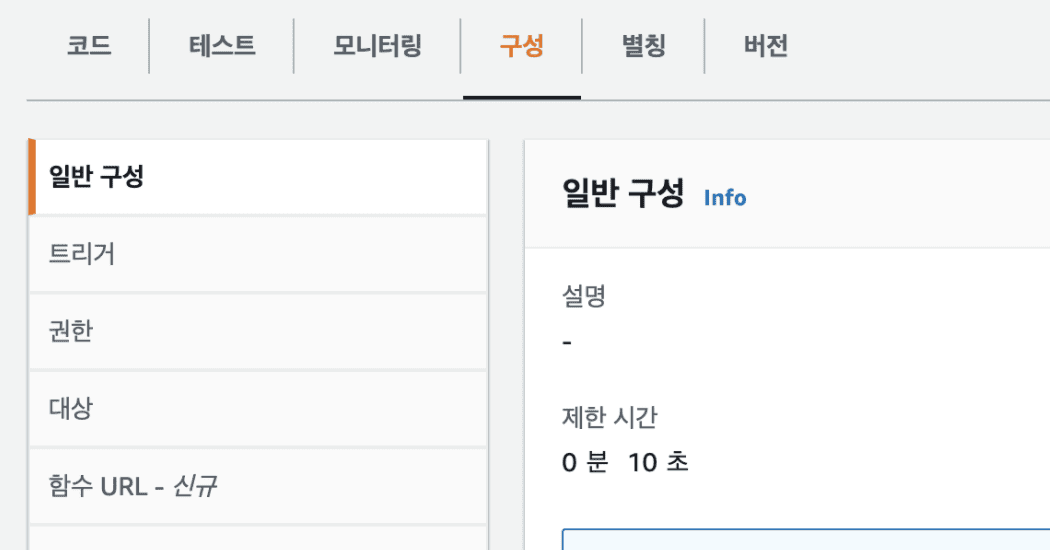 코드 테스트 모니터링 구성 별칭 버전
일반 구성
트리거
권한
대상
함수 URL - 신규
일반 구성 Info
설명
-
제한 시간
0 분 10 초